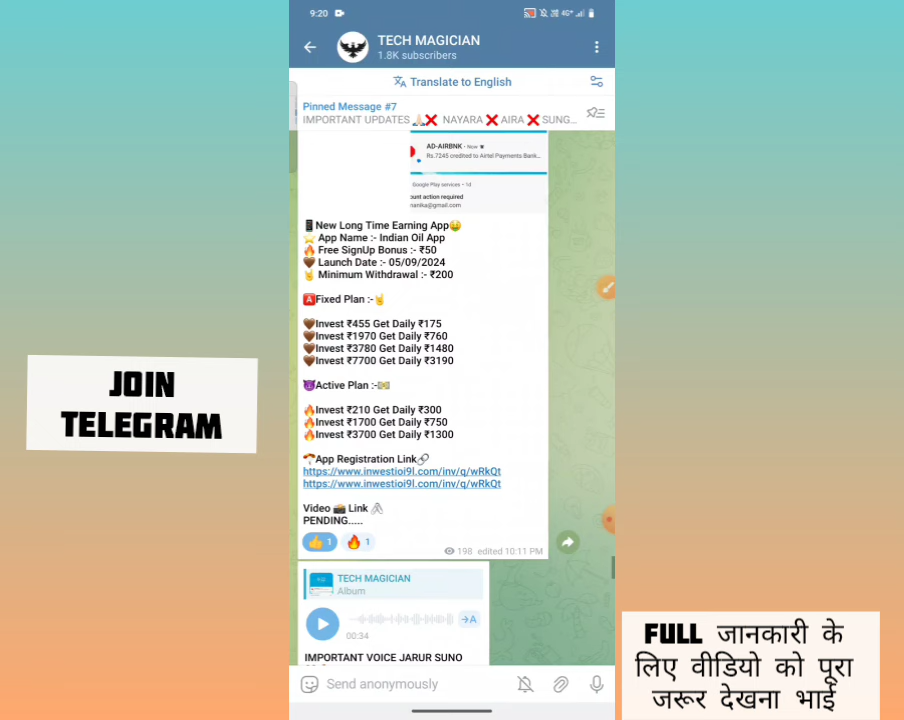 9:20
4G+
TECH MAGICIAN
1.8K subscribers
Translate to English
Pinned Message #7
IMPORTANT UPDATES 🙏🏻❌ NAYARA ❌ AIRA ❌ SUNG...
AD-AIRBNK • Now
Rs.7245 credited to Airtel Payments Bank...
Google Play services • 1d
ount action required
nanika@gmail.com
📱New Long Time Earning App🤑
⭐ App Name :- Indian Oil App
🔥 Free SignUp Bonus :- ₹50
🤎 Launch Date :- 05/09/2024
🤘 Minimum Withdrawal :- ₹200
🅰️Fixed Plan :-🤘
🤎Invest ₹455 Get Daily ₹175
🤎Invest ₹1970 Get Daily ₹760
🤎Invest ₹3780 Get Daily ₹1480
🤎Invest ₹7700 Get Daily ₹3190
😈Active Plan :-💵
🔥Invest ₹210 Get Daily ₹300
🔥Invest ₹1700 Get Daily ₹750
🔥Invest ₹3700 Get Daily ₹1300
App Registration Link🔗
https://www.inwestioi9l.com/inv/q/wRkQt
https://www.inwestioi9l.com/inv/q/wRkQt
Video 📸 Link 🖇
PENDING.....
👍 1 🔥 1
198 edited 10:11 PM
TECH MAGICIAN
Album
→A
00:34
IMPORTANT VOICE JARUR SUNO
Send anonymously
JOIN
TELEGRAM
FULL जानकारी के
लिए वीडियो को पूरा
जरूर देखना भाई